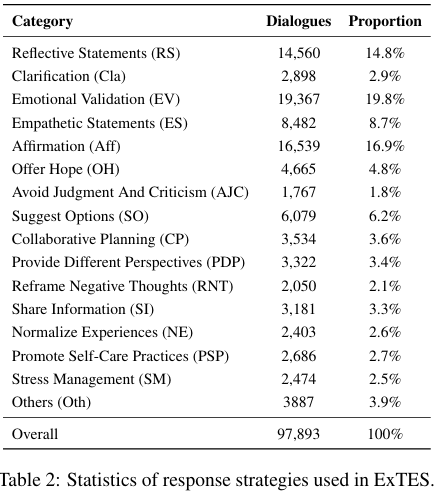 Category Dialogues Proportion
Reflective Statements (RS) 14,560 14.8%
Clarification (Cla) 2,898 2.9%
Emotional Validation (EV) 19,367 19.8%
Empathetic Statements (ES) 8,482 8.7%
Affirmation (Aff) 16,539 16.9%
Offer Hope (OH) 4,665 4.8%
Avoid Judgment And Criticism (AJC) 1,767 1.8%
Suggest Options (SO) 6,079 6.2%
Collaborative Planning (CP) 3,534 3.6%
Provide Different Perspectives (PDP) 3,322 3.4%
Reframe Negative Thoughts (RNT) 2,050 2.1%
Share Information (SI) 3,181 3.3%
Normalize Experiences (NE) 2,403 2.6%
Promote Self-Care Practices (PSP) 2,686 2.7%
Stress Management (SM) 2,474 2.5%
Others (Oth) 3887 3.9%
Overall 97,893 100%
Table 2: Statistics of response strategies used in ExTES.